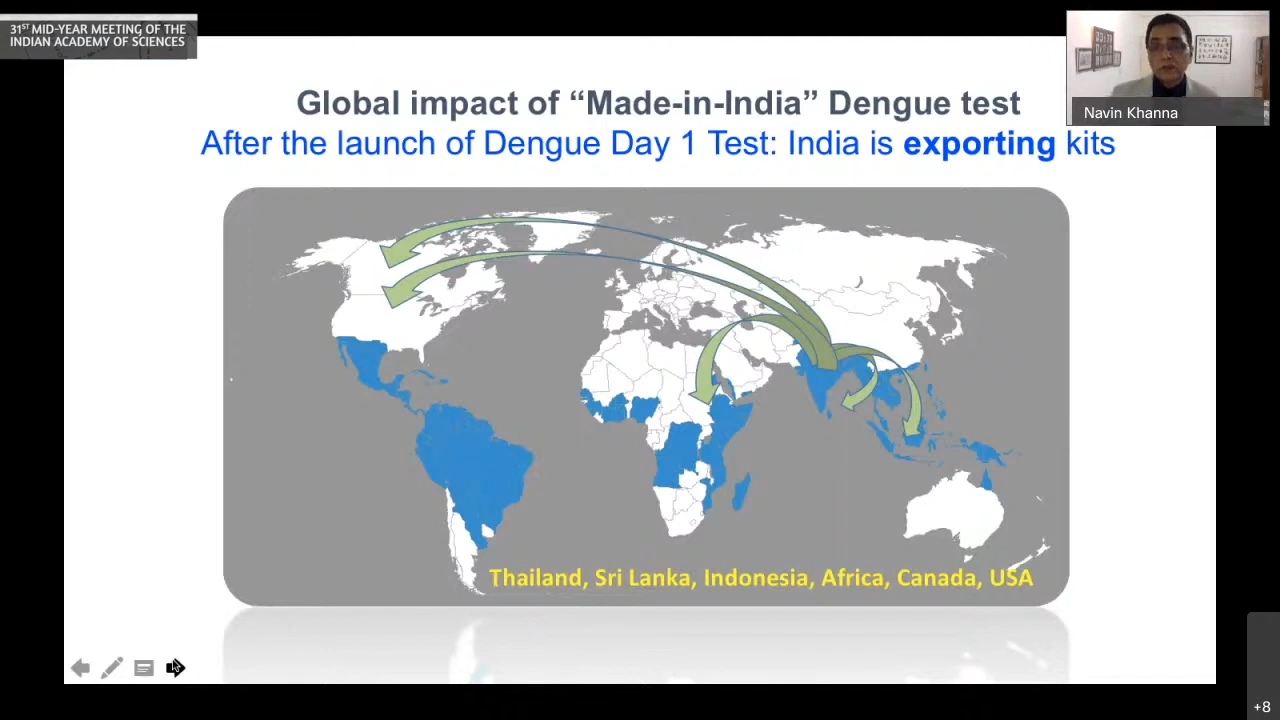 31ST MID-YEAR MEETING OF THE
INDIAN ACADEMY OF SCIENCES
Navin Khanna
Global impact of “Made-in-India” Dengue test
After the launch of Dengue Day 1 Test: India is exporting kits
Thailand, Sri Lanka, Indonesia, Africa, Canada, USA
+8